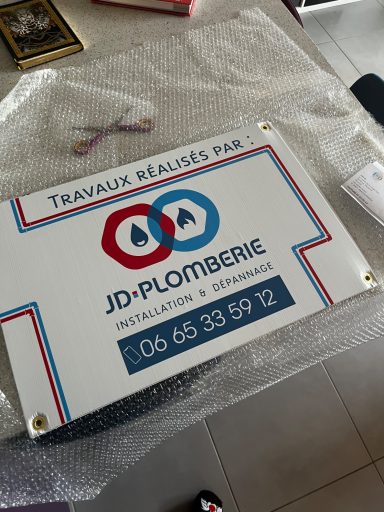 TRAVAUX RÉALISÉS PAR :
JD·PLOMBERIE
INSTALLATION & DÉPANNAGE
06 65 33 59 12